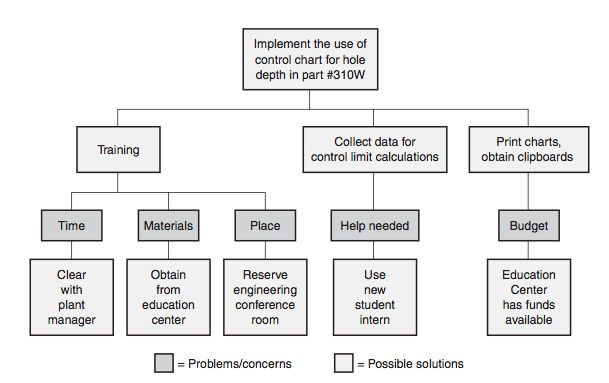 Implement the use of
control chart for hole
depth in part #310W
Training
Collect data for
control limit calculations
Print charts,
obtain clipboards
Time
Materials
Place
Help needed
Budget
Clear
with
plant
manager
Obtain
from
education
center
Reserve
engineering
conference
room
Use
new
student
intern
Education
Center
has funds
available
= Problems/concerns
= Possible solutions